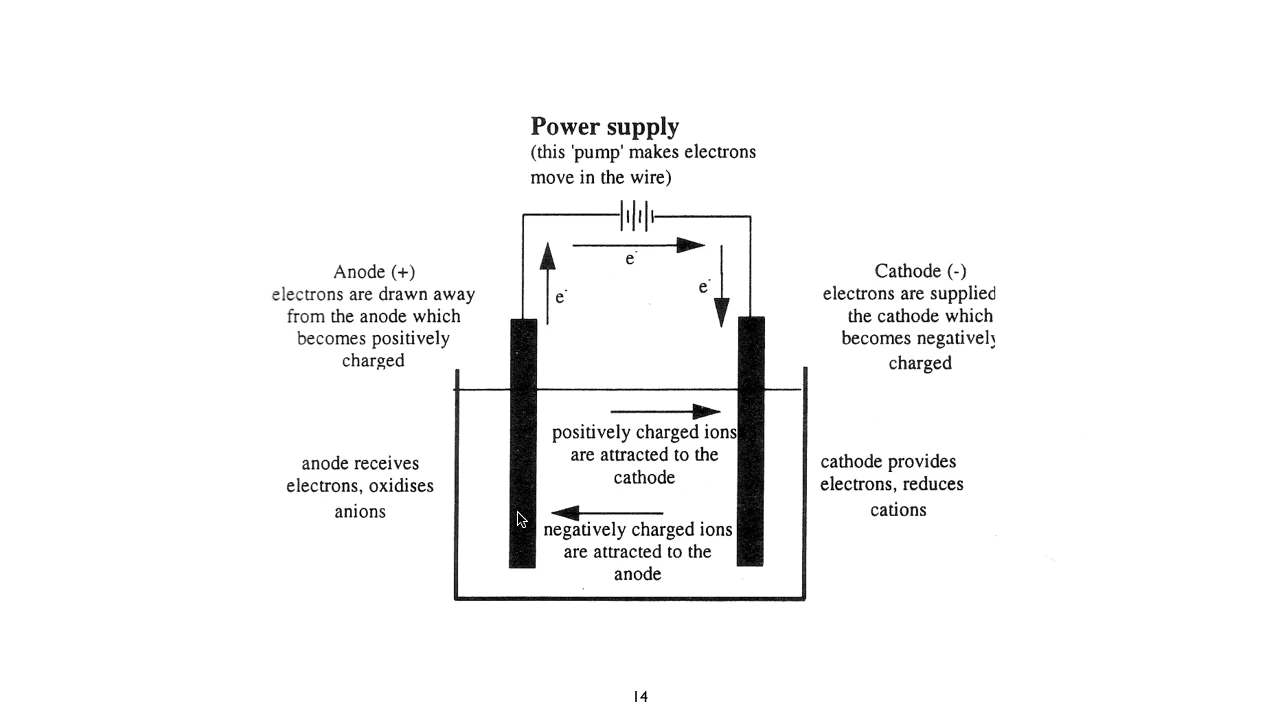 Power supply
(this 'pump' makes electrons
move in the wire)
e-
e-
e-
Anode (+)
electrons are drawn away
from the anode which
becomes positively
charged
Cathode (-)
electrons are supplied
the cathode which
becomes negatively
charged
positively charged ions
are attracted to the
cathode
anode receives
electrons, oxidises
anions
cathode provides
electrons, reduces
cations
negatively charged ions
are attracted to the
anode
14